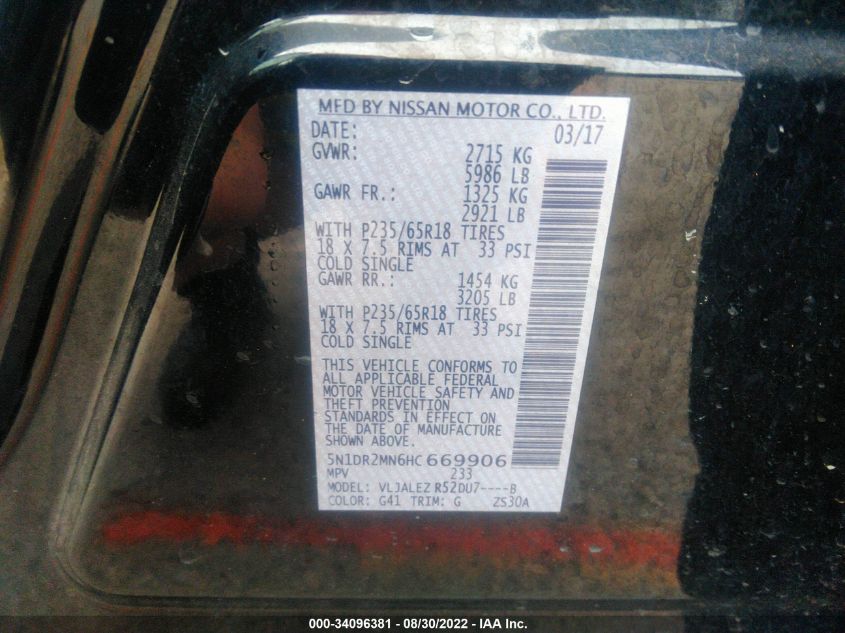 MFD BY NISSAN MOTOR CO., LTD.
DATE: 03/17
GVWR: 2715 KG
5986 LB
GAWR FR.: 1325 KG
2921 LB
WITH P235/65R18 TIRES
18 X 7.5 RIMS AT 33 PSI
COLD SINGLE
GAWR RR.: 1454 KG
3205 LB
WITH P235/65R18 TIRES
18 X 7.5 RIMS AT 33 PSI
COLD SINGLE
THIS VEHICLE CONFORMS TO
ALL APPLICABLE FEDERAL
MOTOR VEHICLE SAFETY AND
THEFT PREVENTION
STANDARDS IN EFFECT ON
THE DATE OF MANUFACTURE
SHOWN ABOVE.
5N1DR2MN6HC 669906
MPV 233
MODEL: VLJALEZ R52DU7----B
COLOR: G41 TRIM: G ZS30A
000-34096381 - 08/30/2022 - IAA Inc.